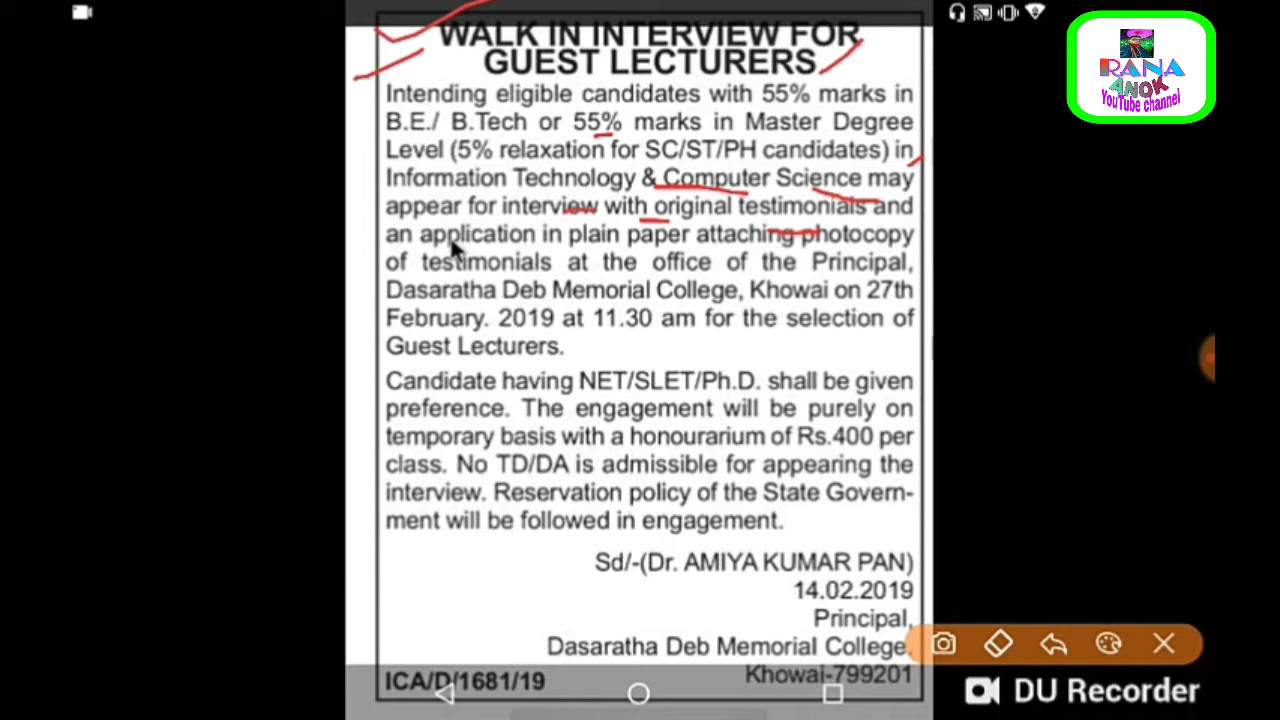 WALK IN INTERVIEW FOR
GUEST LECTURERS
Intending eligible candidates with 55% marks in
B.E./ B.Tech or 55% marks in Master Degree
Level (5% relaxation for SC/ST/PH candidates) in
Information Technology & Computer Science may
appear for interview with original testimonials and
an application in plain paper attaching photocopy
of testimonials at the office of the Principal,
Dasaratha Deb Memorial College, Khowai on 27th
February. 2019 at 11.30 am for the selection of
Guest Lecturers.
Candidate having NET/SLET/Ph.D. shall be given
preference. The engagement will be purely on
temporary basis with a honourarium of Rs.400 per
class. No TD/DA is admissible for appearing the
interview. Reservation policy of the State Govern-
ment will be followed in engagement.
Sd/-(Dr. AMIYA KUMAR PAN)
14.02.2019
Principal,
Dasaratha Deb Memorial College,
Khowai-799201
ICA/D/1681/19
RANA
ANOK
YouTube channel
DU Recorder